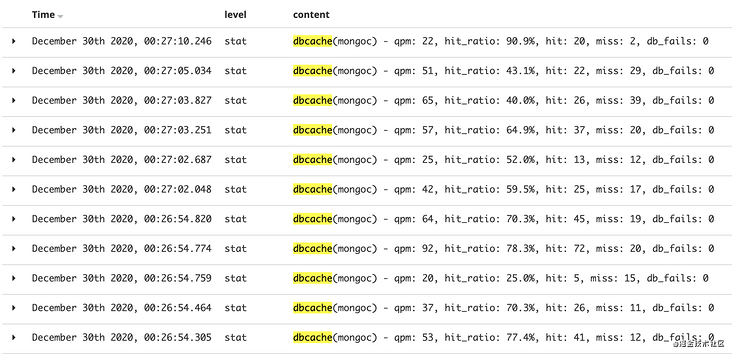 Time level content
December 30th 2020, 00:27:10.246 stat dbcache(mongoc) - qpm: 22, hit_ratio: 90.9%, hit: 20, miss: 2, db_fails: 0
December 30th 2020, 00:27:05.034 stat dbcache(mongoc) - qpm: 51, hit_ratio: 43.1%, hit: 22, miss: 29, db_fails: 0
December 30th 2020, 00:27:03.827 stat dbcache(mongoc) - qpm: 65, hit_ratio: 40.0%, hit: 26, miss: 39, db_fails: 0
December 30th 2020, 00:27:03.251 stat dbcache(mongoc) - qpm: 57, hit_ratio: 64.9%, hit: 37, miss: 20, db_fails: 0
December 30th 2020, 00:27:02.687 stat dbcache(mongoc) - qpm: 25, hit_ratio: 52.0%, hit: 13, miss: 12, db_fails: 0
December 30th 2020, 00:27:02.048 stat dbcache(mongoc) - qpm: 42, hit_ratio: 59.5%, hit: 25, miss: 17, db_fails: 0
December 30th 2020, 00:26:54.820 stat dbcache(mongoc) - qpm: 64, hit_ratio: 70.3%, hit: 45, miss: 19, db_fails: 0
December 30th 2020, 00:26:54.774 stat dbcache(mongoc) - qpm: 92, hit_ratio: 78.3%, hit: 72, miss: 20, db_fails: 0
December 30th 2020, 00:26:54.759 stat dbcache(mongoc) - qpm: 20, hit_ratio: 25.0%, hit: 5, miss: 15, db_fails: 0
December 30th 2020, 00:26:54.464 stat dbcache(mongoc) - qpm: 37, hit_ratio: 70.3%, hit: 26, miss: 11, db_fails: 0
December 30th 2020, 00:26:54.305 stat dbcache(mongoc) - qpm: 53, hit_ratio: 77.4%, hit: 41, miss: 12, db_fails: 0
@掘金技术社区